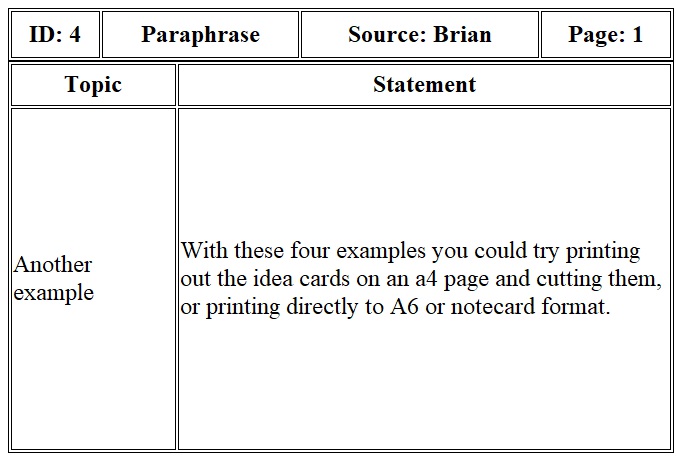 ID: 4 Paraphrase Source: Brian Page: 1
Topic Statement
Another
example
With these four examples you could try printing
out the idea cards on an a4 page and cutting them,
or printing directly to A6 or notecard format.